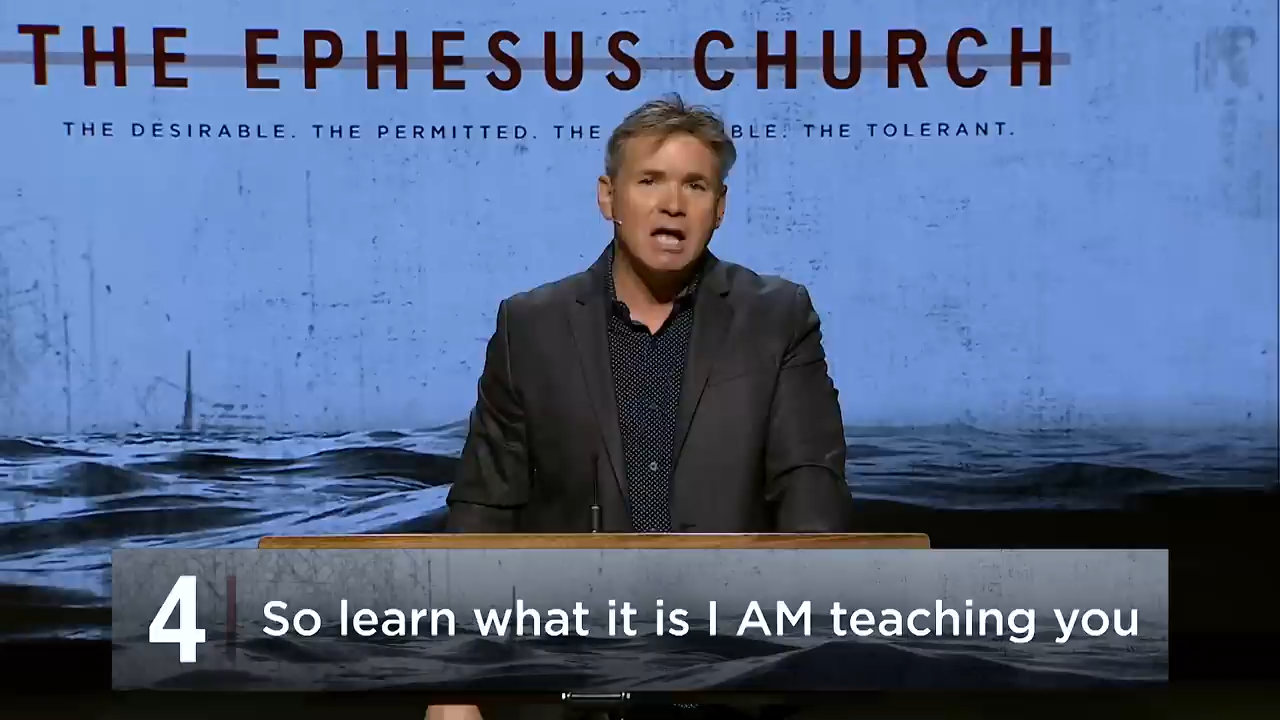 THE EPHESUS CHURCH
THE DESIRABLE. THE PERMITTED. THE BLE. THE TOLERANT.
4 So learn what it is I AM teaching you